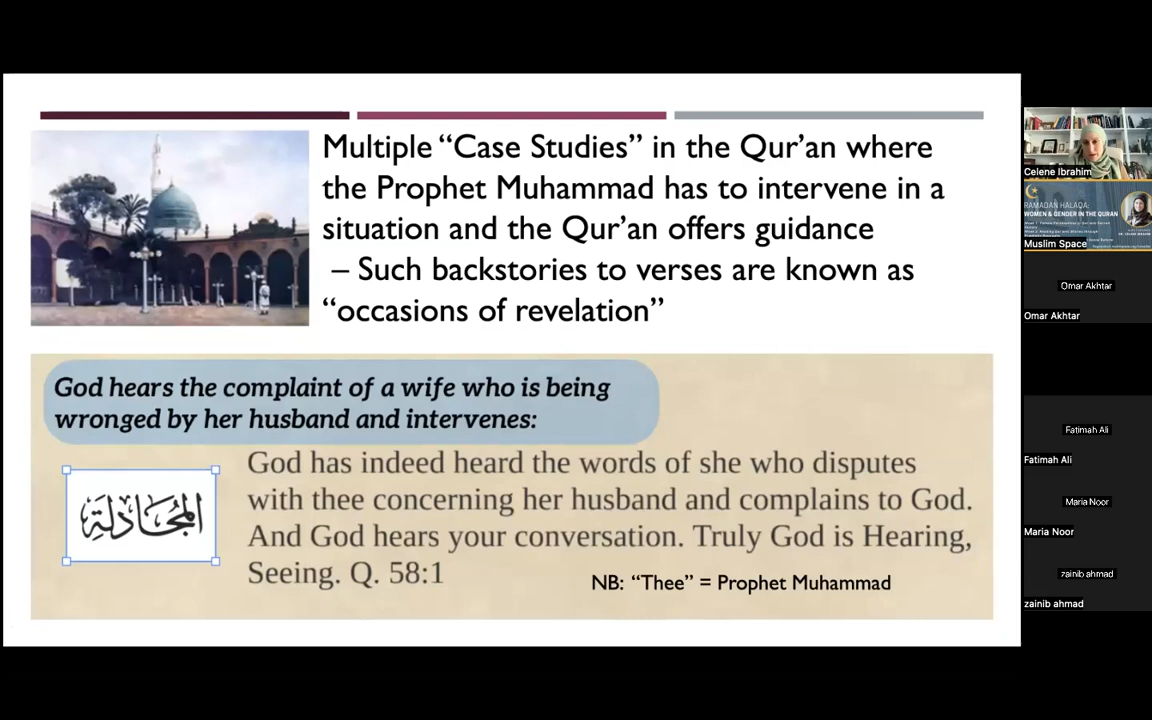 Multiple “Case Studies” in the Qur’an where
the Prophet Muhammad has to intervene in a
situation and the Qur’an offers guidance
– Such backstories to verses are known as
“occasions of revelation”
God hears the complaint of a wife who is being
wronged by her husband and intervenes:
المُجَادلَة
God has indeed heard the words of she who disputes
with thee concerning her husband and complains to God.
And God hears your conversation. Truly God is Hearing,
Seeing. Q. 58:1
NB: “Thee” = Prophet Muhammad
Celene Ibrahim
RAMADAN HALAQA:
WOMEN & GENDER IN THE QURAN
Muslim Space
Omar Akhtar
Omar Akhtar
Fatimah Ali
Fatimah Ali
Maria Noor
Maria Noor
zainib ahmad
zainib ahmad